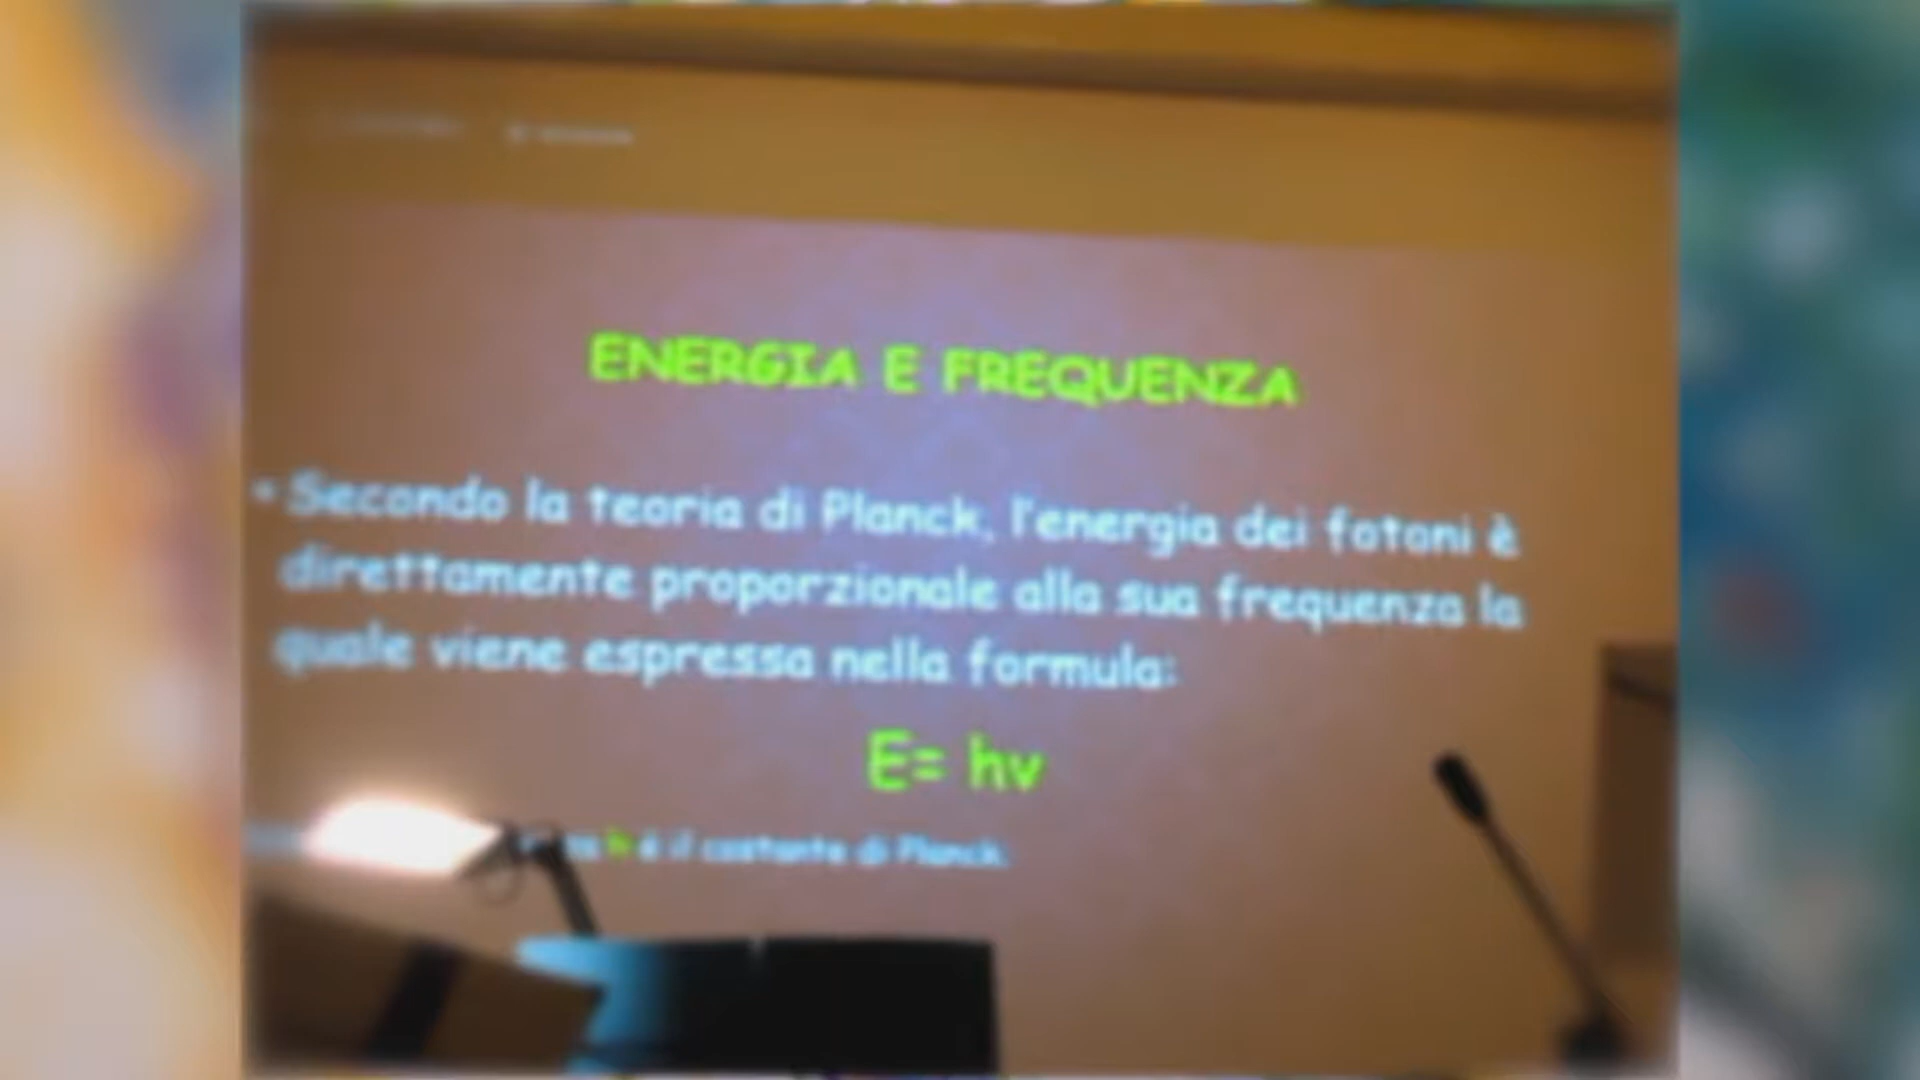 ENERGIA E FREQUENZA
• Secondo la teoria di Planck, l'energia dei fotoni è
direttamente proporzionale alla sua frequenza la
quale viene espressa nella formula:
E= hv
h è il costante di Planck.